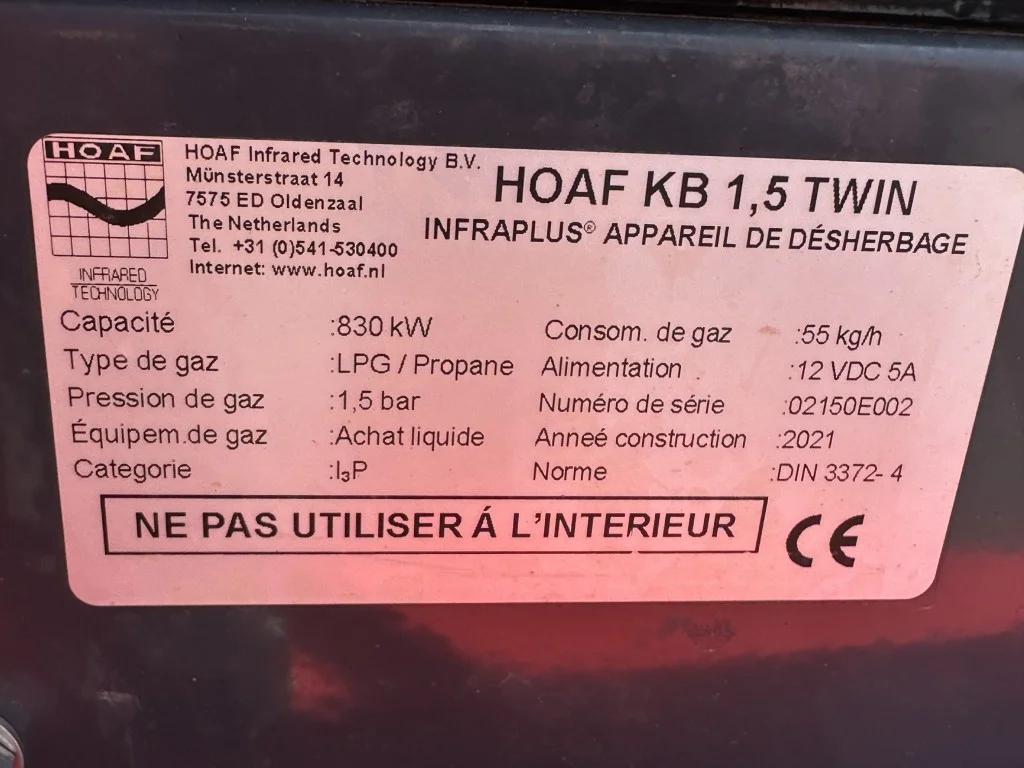 HOAF
INFRARED
TECHNOLOGY
HOAF Infrared Technology B.V.
Münsterstraat 14
7575 ED Oldenzaal
The Netherlands
Tel. +31 (0)541-530400
Internet: www.hoaf.nl
HOAF KB 1,5 TWIN
INFRAPLUS® APPAREIL DE DÉSHERBAGE
Capacité :830 kW Consom. de gaz :55 kg/h
Type de gaz :LPG / Propane Alimentation :12 VDC 5A
Pression de gaz :1,5 bar Numéro de série :02150E002
Équipem.de gaz :Achat liquide Anneé construction :2021
Categorie :I₃P Norme :DIN 3372- 4
NE PAS UTILISER Á L'INTERIEUR
CE